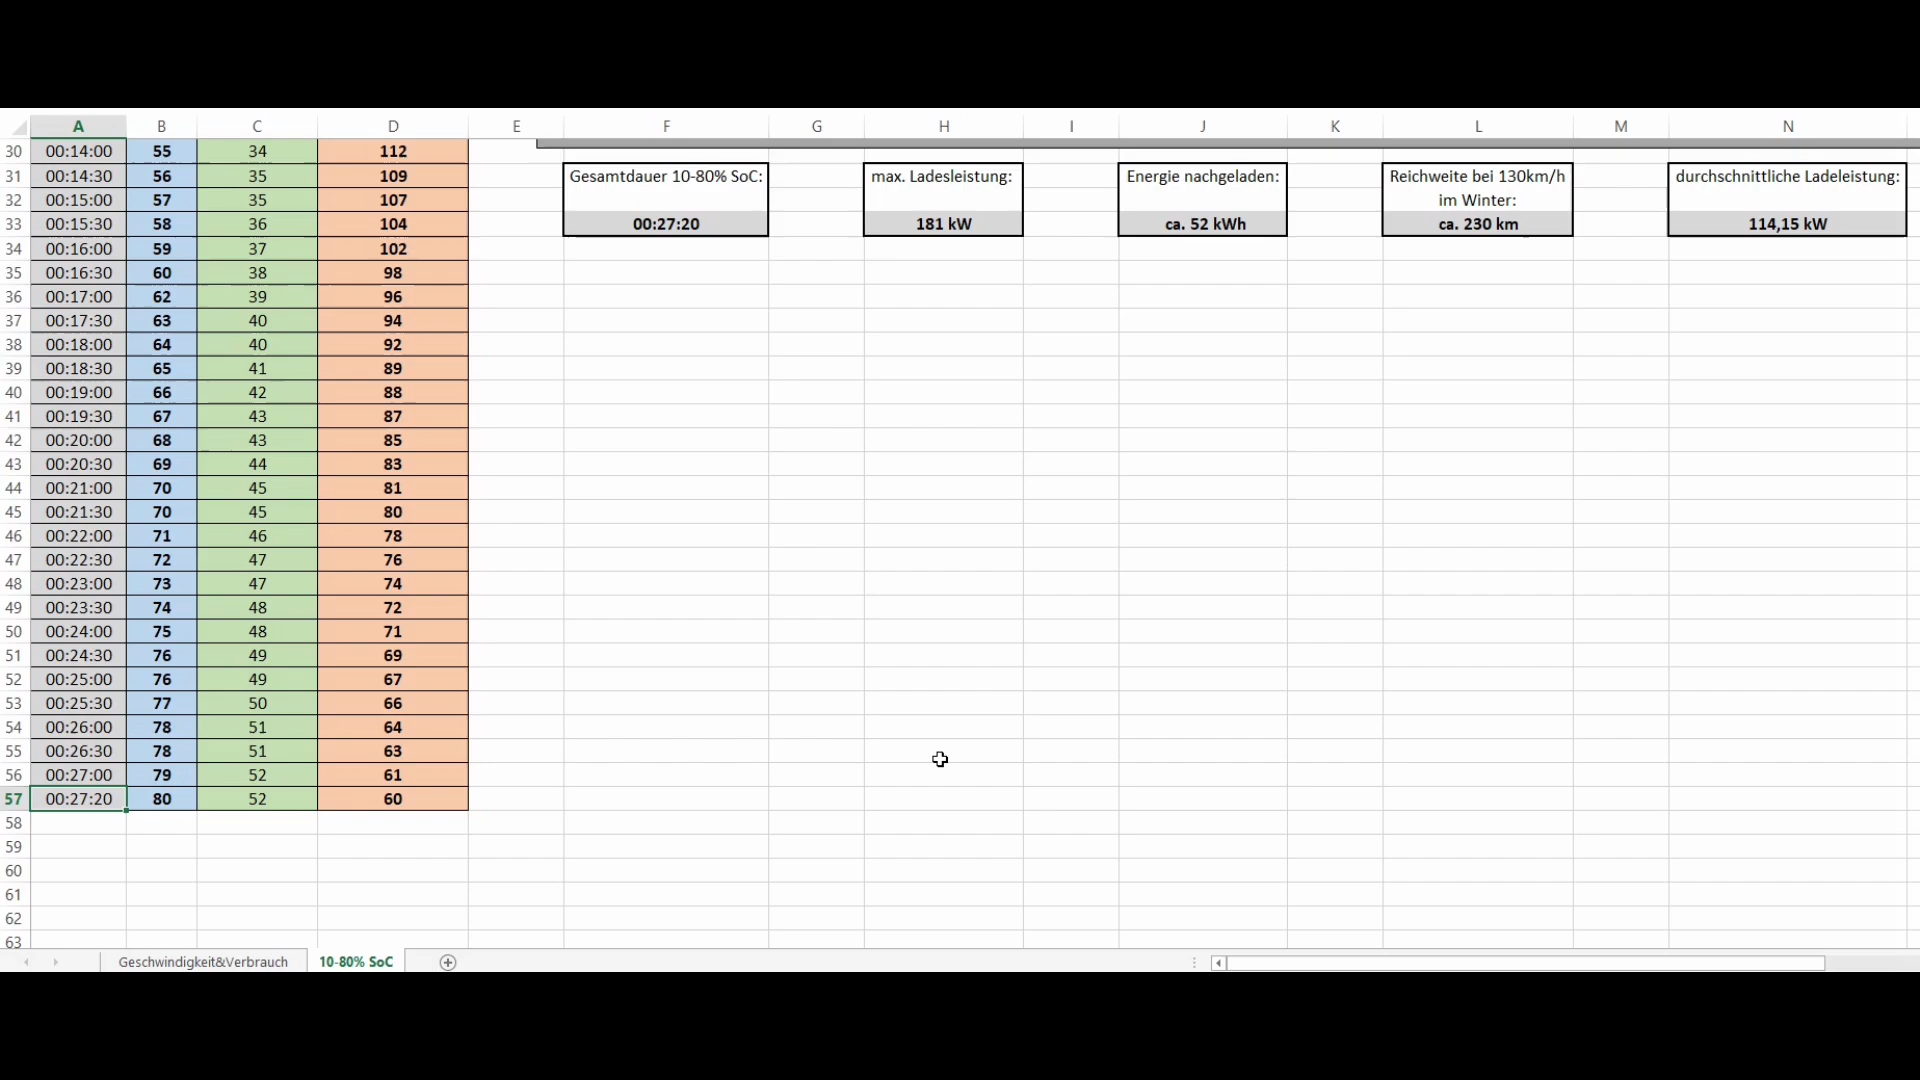 A B C D E F G H I J K L M N
30 00:14:00 55 34 112
31 00:14:30 56 35 109 Gesamtdauer 10-80% SoC: max. Ladesleistung: Energie nachgeladen: Reichweite bei 130km/h durchschnittliche Ladeleistung:
32 00:15:00 57 35 107 im Winter:
33 00:15:30 58 36 104 00:27:20 181 kW ca. 52 kWh ca. 230 km 114,15 kW
34 00:16:00 59 37 102
35 00:16:30 60 38 98
36 00:17:00 62 39 96
37 00:17:30 63 40 94
38 00:18:00 64 40 92
39 00:18:30 65 41 89
40 00:19:00 66 42 88
41 00:19:30 67 43 87
42 00:20:00 68 43 85
43 00:20:30 69 44 83
44 00:21:00 70 45 81
45 00:21:30 70 45 80
46 00:22:00 71 46 78
47 00:22:30 72 47 76
48 00:23:00 73 47 74
49 00:23:30 74 48 72
50 00:24:00 75 48 71
51 00:24:30 76 49 69
52 00:25:00 76 49 67
53 00:25:30 77 50 66
54 00:26:00 78 51 64
55 00:26:30 78 51 63
56 00:27:00 79 52 61
57 00:27:20 80 52 60
58
59
60
61
62
63
Geschwindigkeit&Verbrauch 10-80% SoC